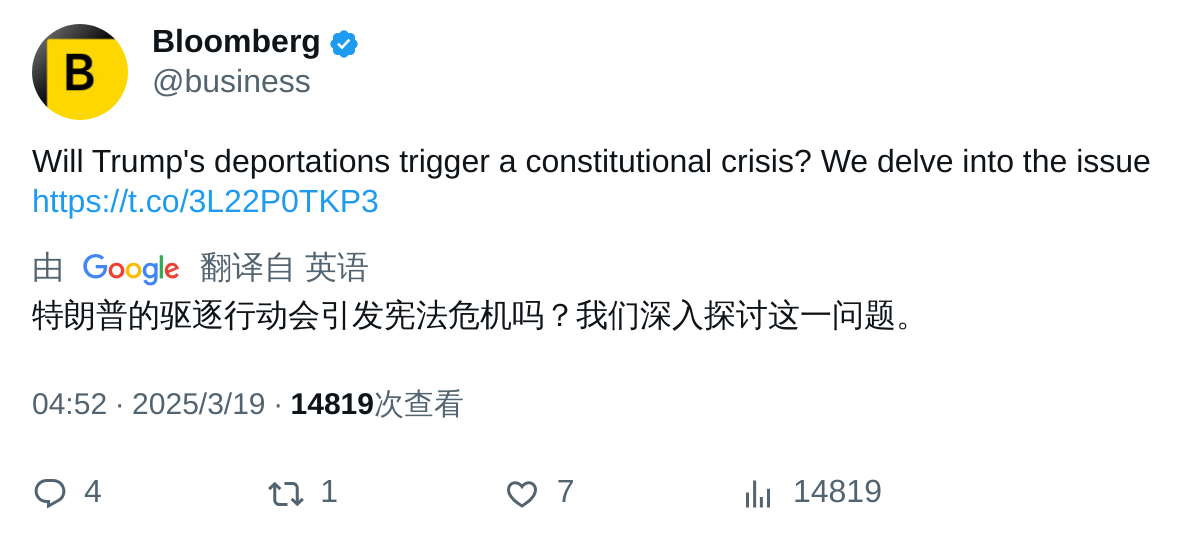 B
Bloomberg
@business
Will Trump's deportations trigger a constitutional crisis? We delve into the issue
https://t.co/3L22P0TKP3
由 Google 翻译自 英语
特朗普的驱逐行动会引发宪法危机吗？我们深入探讨这一问题。
04:52 · 2025/3/19 · 14819次查看
4 1 7 14819